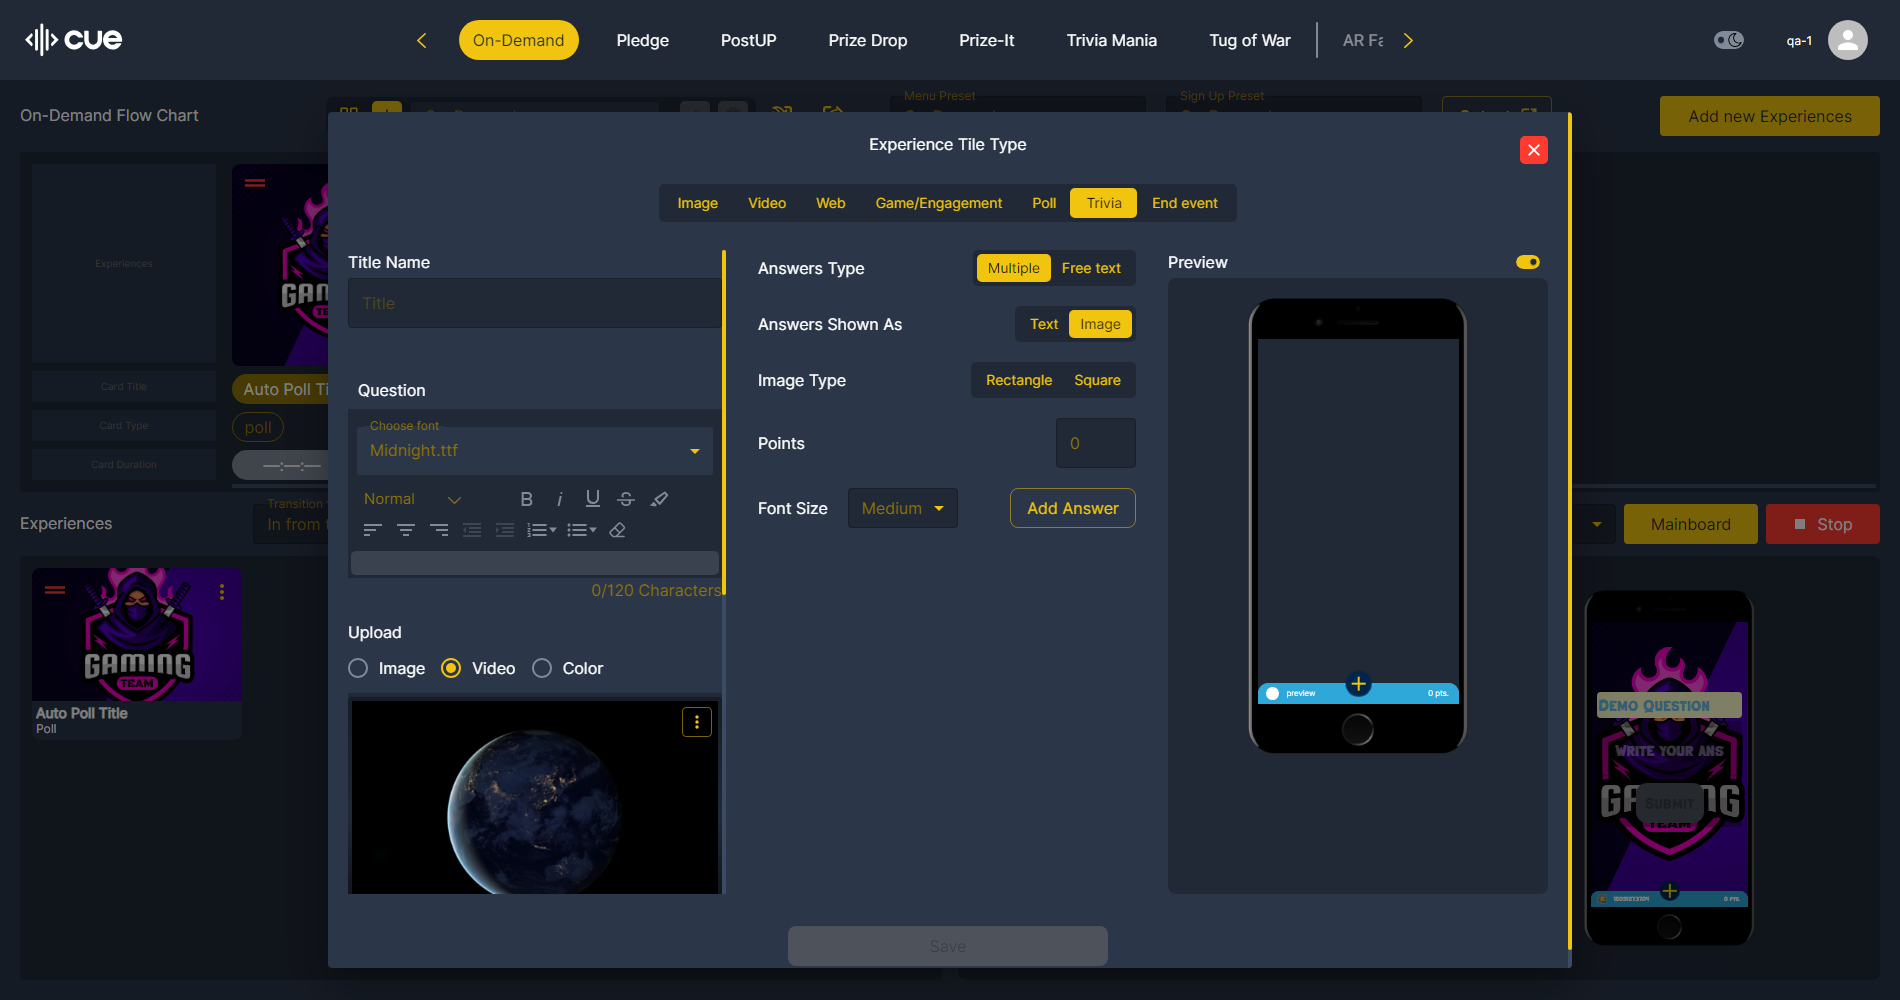 cue
On-Demand
Pledge
PostUP
Prize Drop
Prize-It
Trivia Mania
Tug of War
AR Fa
qa-1
On-Demand Flow Chart
Menu Preset
Sign Up Preset
Add new Experiences
Experience Tile Type
Image
Video
Web
Game/Engagement
Poll
Trivia
End event
Experiences
Card Title
Card Type
Card Duration
Auto Poll Ti
poll
—:—:—
Title Name
Title
Question
Choose font
Midnight.ttf
Normal
B
i
U
S
0/120 Characters
Upload
Image
Video
Color
Answers Type
Multiple
Free text
Answers Shown As
Text
Image
Image Type
Rectangle
Square
Points
0
Font Size
Medium
Add Answer
Preview
preview
0 pts.
Save
Experiences
Transition
In from
Mainboard
Stop
GAMING
TEAM
Auto Poll Title
Poll
Demo Question
Write your ans
Submit
TEAM
0 pts.